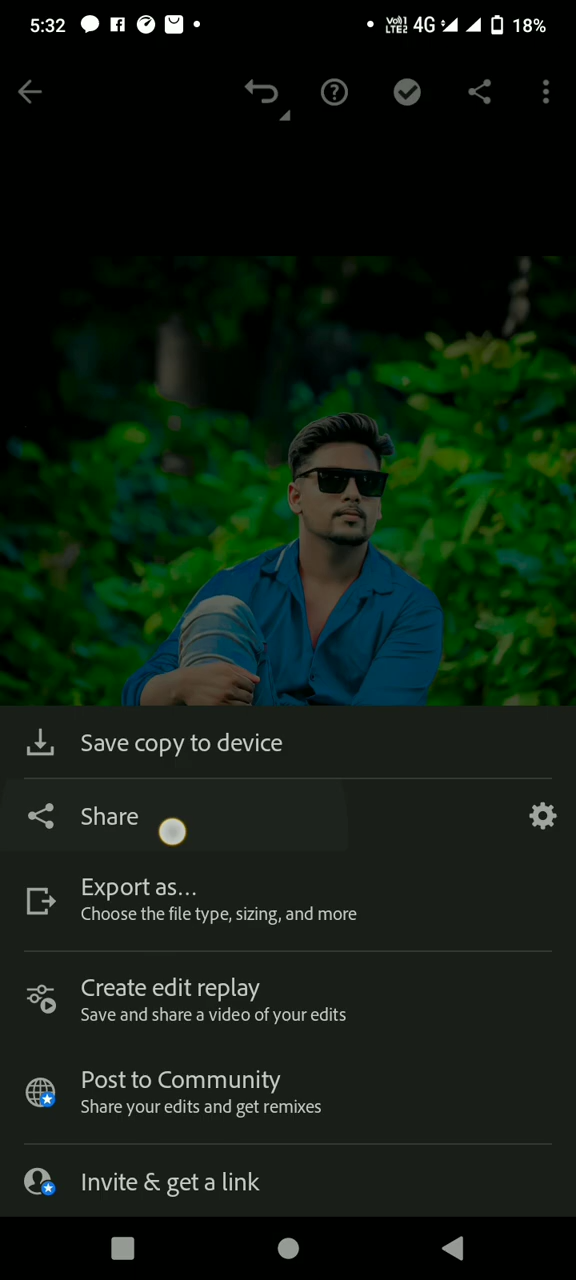 5:32
Vo)) 1
LTE2
4G
18%
Save copy to device
Share
Export as...
Choose the file type, sizing, and more
Create edit replay
Save and share a video of your edits
Post to Community
Share your edits and get remixes
Invite & get a link